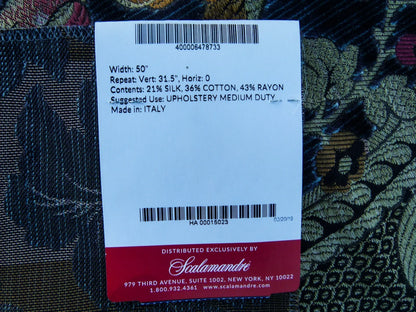 400006478733
Width: 50"
Repeat: Vert: 31.5", Horiz: 0
Contents: 21% SILK, 36% COTTON, 43% RAYON
Suggested Use: UPHOLSTERY MEDIUM DUTY
Made in: ITALY
HA 00015023
DISTRIBUTED EXCLUSIVELY BY
Scalamandre
979 THIRD AVENUE, SUITE 1002, NEW YORK, NY 10022
1.800.932.4361 www.scalamandre.com